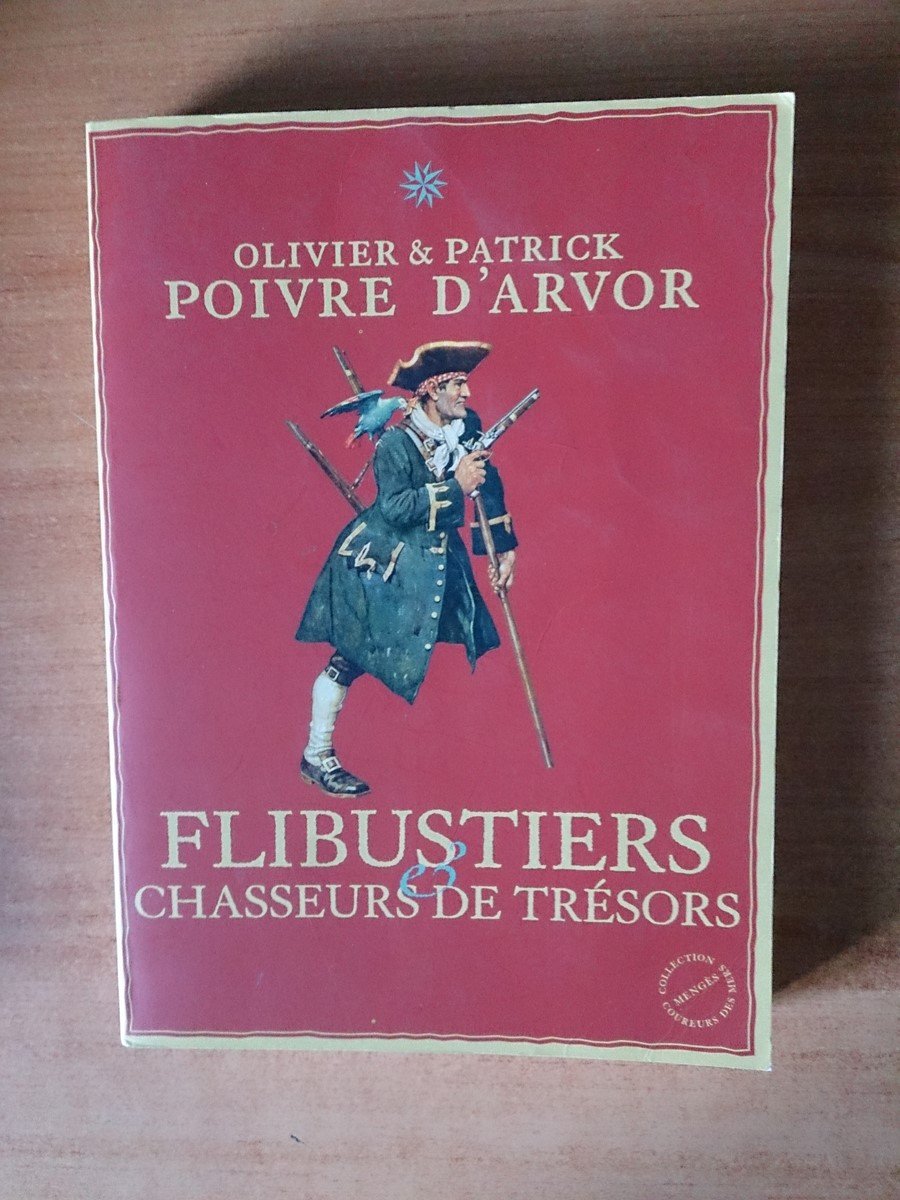 OLIVIER & PATRICK
POIVRE D'ARVOR
FLIBUSTIERS
&
CHASSEURS DE TRÉSORS
COLLECTION
MENGÈS
COUREURS DES MERS